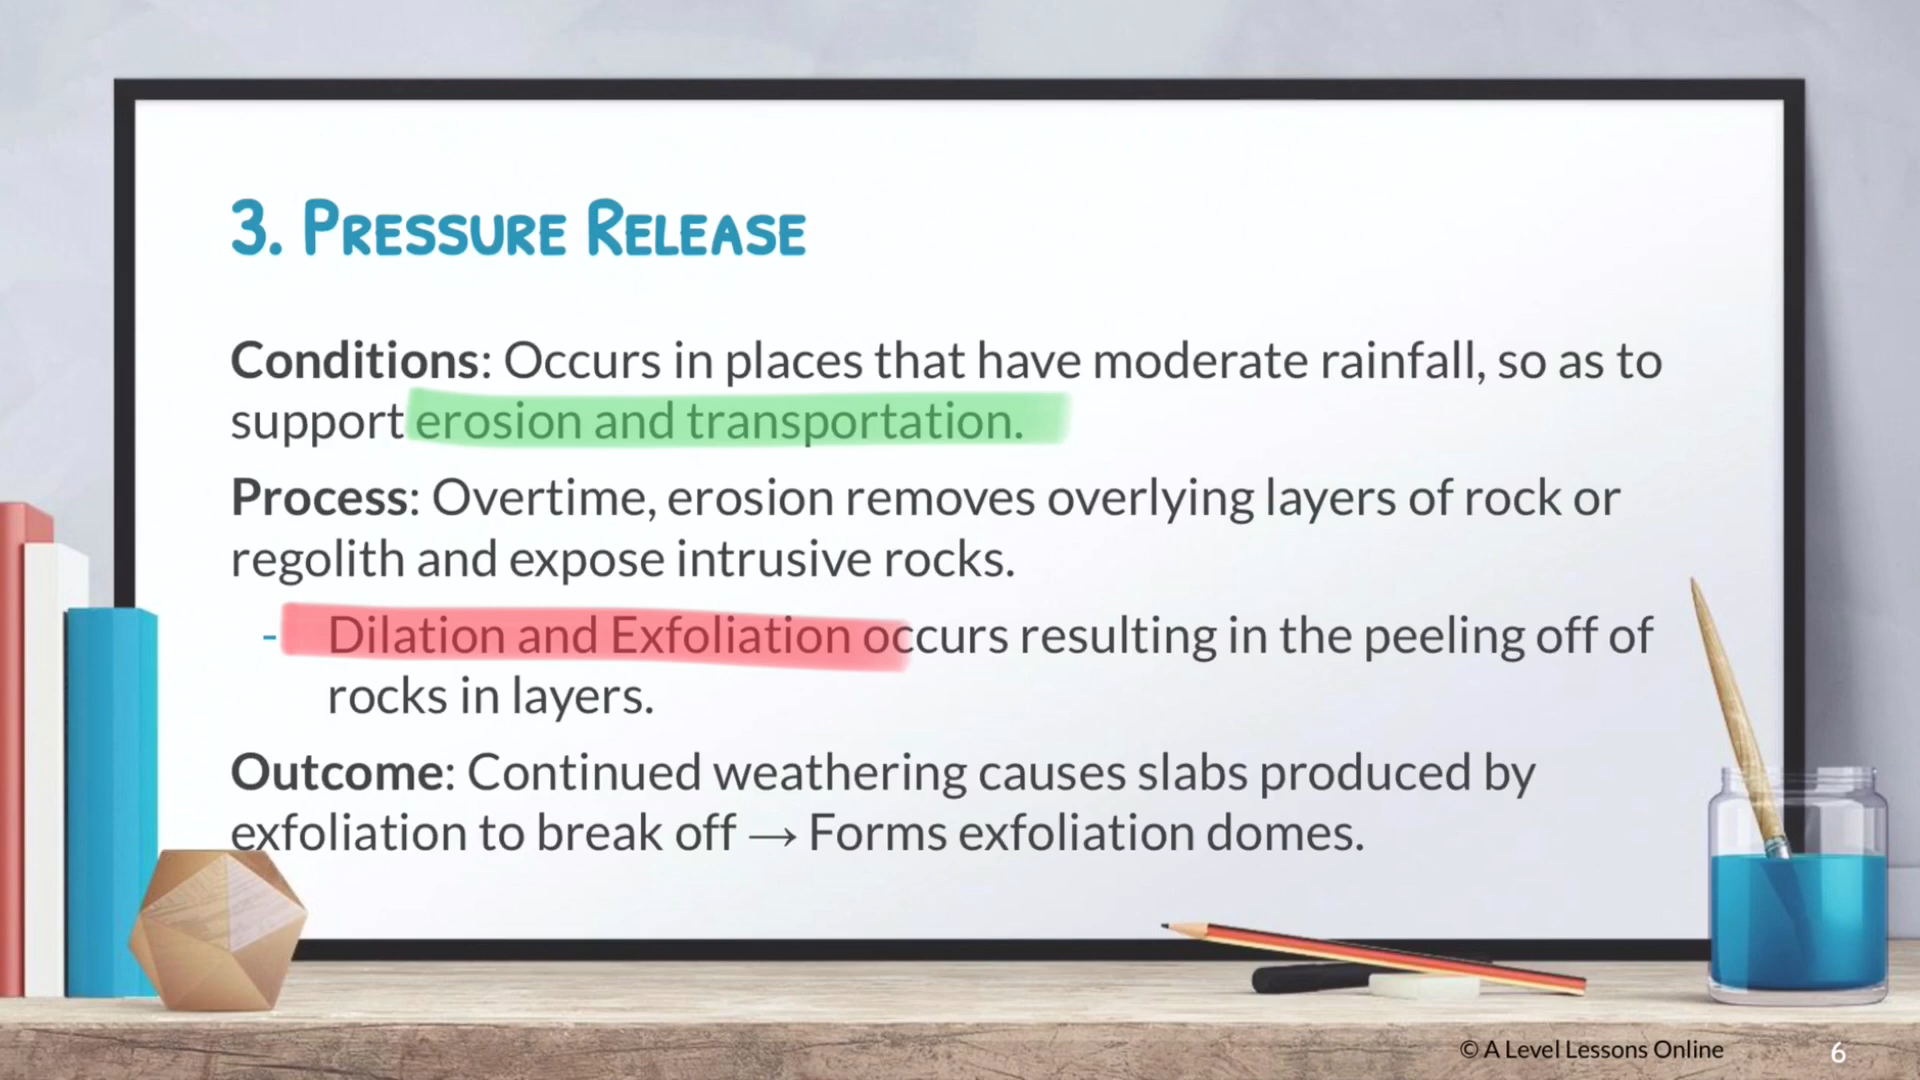 3. Pressure Release
Conditions: Occurs in places that have moderate rainfall, so as to
support erosion and transportation.
Process: Overtime, erosion removes overlying layers of rock or
regolith and expose intrusive rocks.
- Dilation and Exfoliation occurs resulting in the peeling off of
rocks in layers.
Outcome: Continued weathering causes slabs produced by
exfoliation to break off → Forms exfoliation domes.
© A Level Lessons Online
6